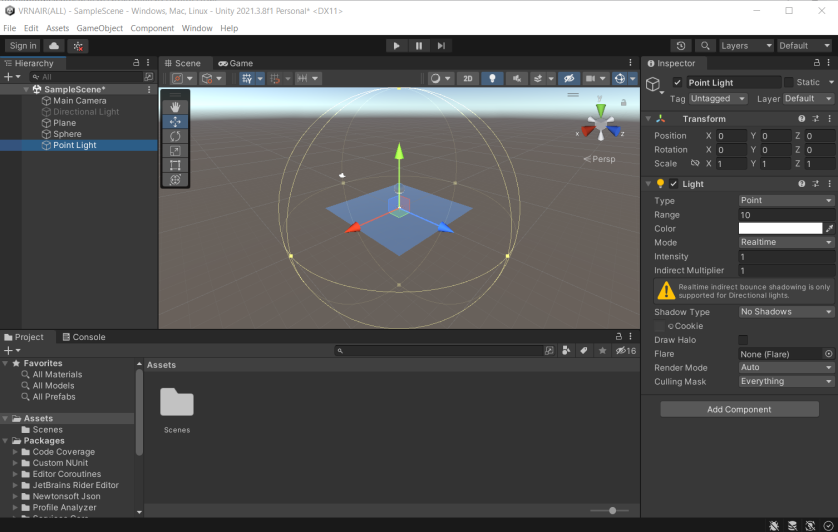 VRNAIR(ALL) - SampleScene - Windows, Mac, Linux - Unity 2021.3.8f1 Personal* <DX11>
File Edit Assets GameObject Component Window Help
Sign in
Layers
Default
Hierarchy
All
SampleScene*
Main Camera
Directional Light
Plane
Sphere
Point Light
Scene
Game
2D
y
x
z
Persp
Inspector
Point Light
Static
Tag Untagged Layer Default
Transform
Position X 0 Y 0 Z 0
Rotation X 0 Y 0 Z 0
Scale X 1 Y 1 Z 1
Light
Type Point
Range 10
Color
Mode Realtime
Intensity 1
Indirect Multiplier 1
Realtime indirect bounce shadowing is only
supported for Directional lights.
Shadow Type No Shadows
Cookie
Draw Halo
Flare None (Flare)
Render Mode Auto
Culling Mask Everything
Add Component
Project
Console
16
Favorites
All Materials
All Models
All Prefabs
Assets
Scenes
Packages
Code Coverage
Custom NUnit
Editor Coroutines
JetBrains Rider Editor
Newtonsoft Json
Profile Analyzer
Assets
Scenes